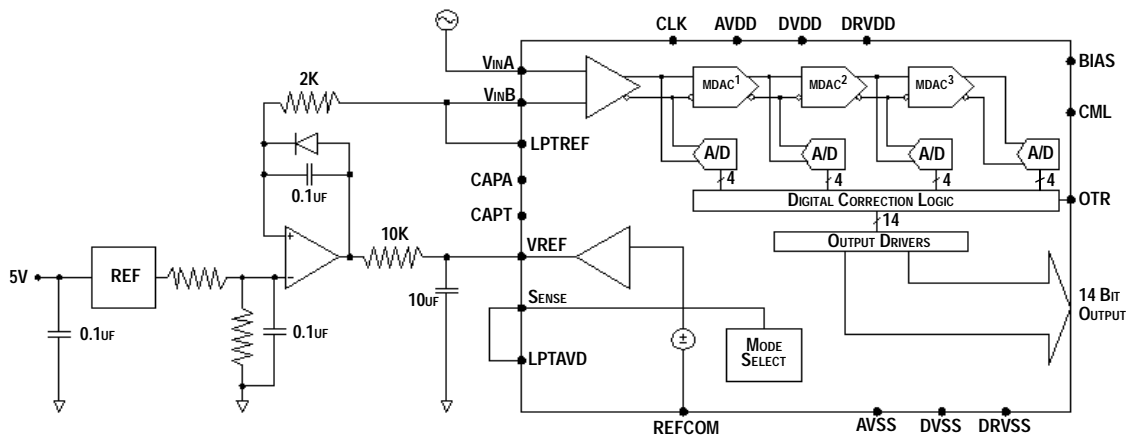 CLK AVDD DVDD DRVDD
VINA
BIAS
2K
VINB
MDAC1 MDAC2 MDAC3
CML
LPTREF
A/D A/D A/D A/D
CAPA
4 4 4 4
0.1UF
DIGITAL CORRECTION LOGIC
OTR
CAPT
14
10K
VREF
OUTPUT DRIVERS
+
5V
REF
-
SENSE
10UF
14 BIT
OUTPUT
0.1UF
0.1UF
±
MODE
SELECT
LPTAVD
REFCOM
AVSS DVSS DRVSS